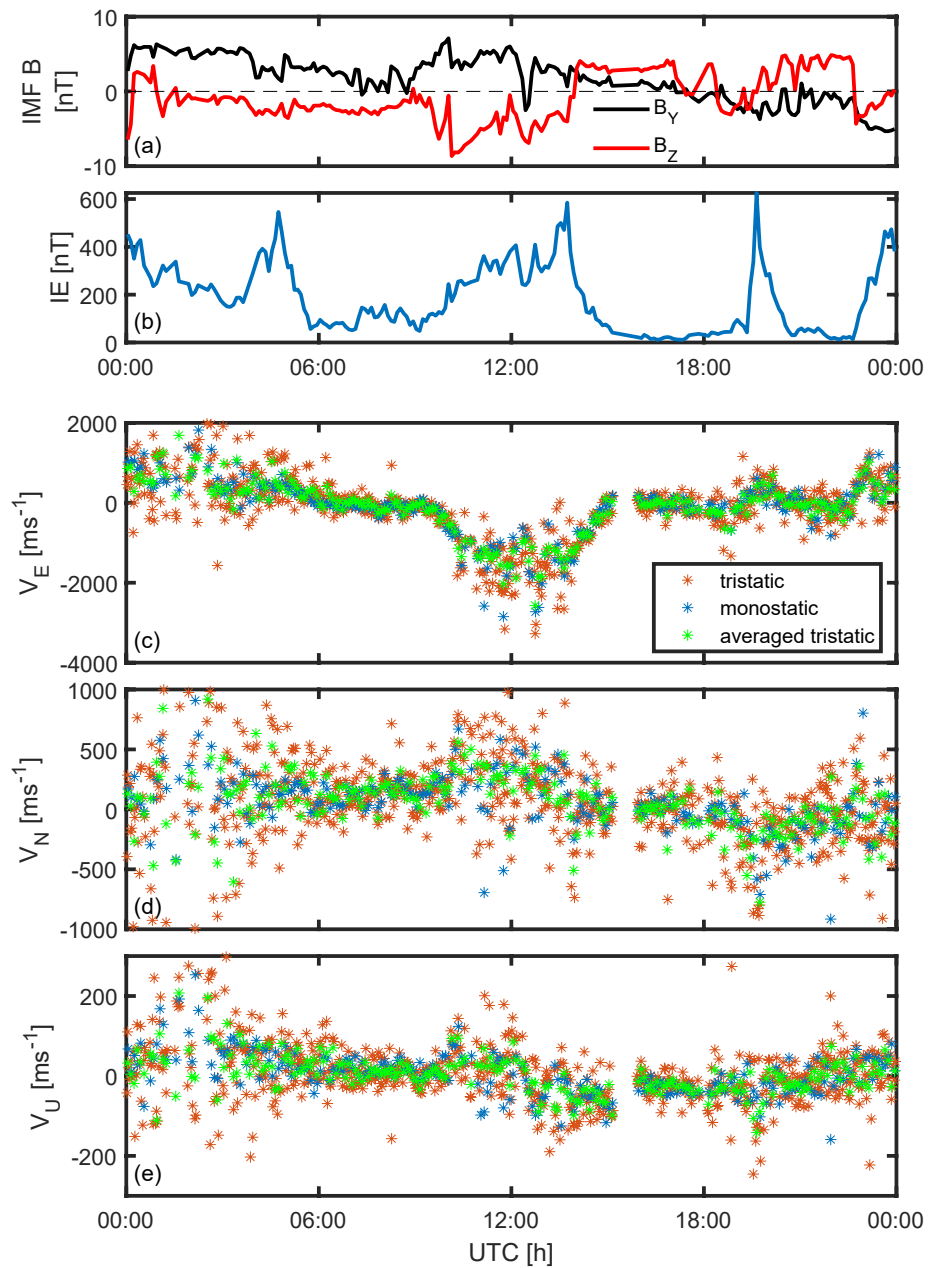 10
0
-10
IMF B
[nT]
(a)
B_Y
B_Z
600
400
200
0
IE [nT]
(b)
00:00 06:00 12:00 18:00 00:00
2000
0
-2000
-4000
V_E [ms^-1]
(c)
tristatic
monostatic
averaged tristatic
1000
500
0
-500
-1000
V_N [ms^-1]
(d)
200
0
-200
V_U [ms^-1]
(e)
00:00 06:00 12:00 18:00 00:00
UTC [h]